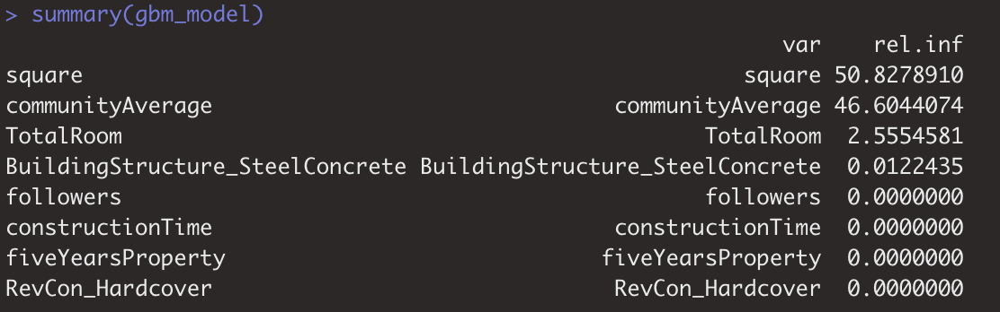 > summary(gbm_model)
var rel.inf
square square 50.8278910
communityAverage communityAverage 46.6044074
TotalRoom TotalRoom 2.5554581
BuildingStructure_SteelConcrete BuildingStructure_SteelConcrete 0.0122435
followers followers 0.0000000
constructionTime constructionTime 0.0000000
fiveYearsProperty fiveYearsProperty 0.0000000
RevCon_Hardcover RevCon_Hardcover 0.0000000